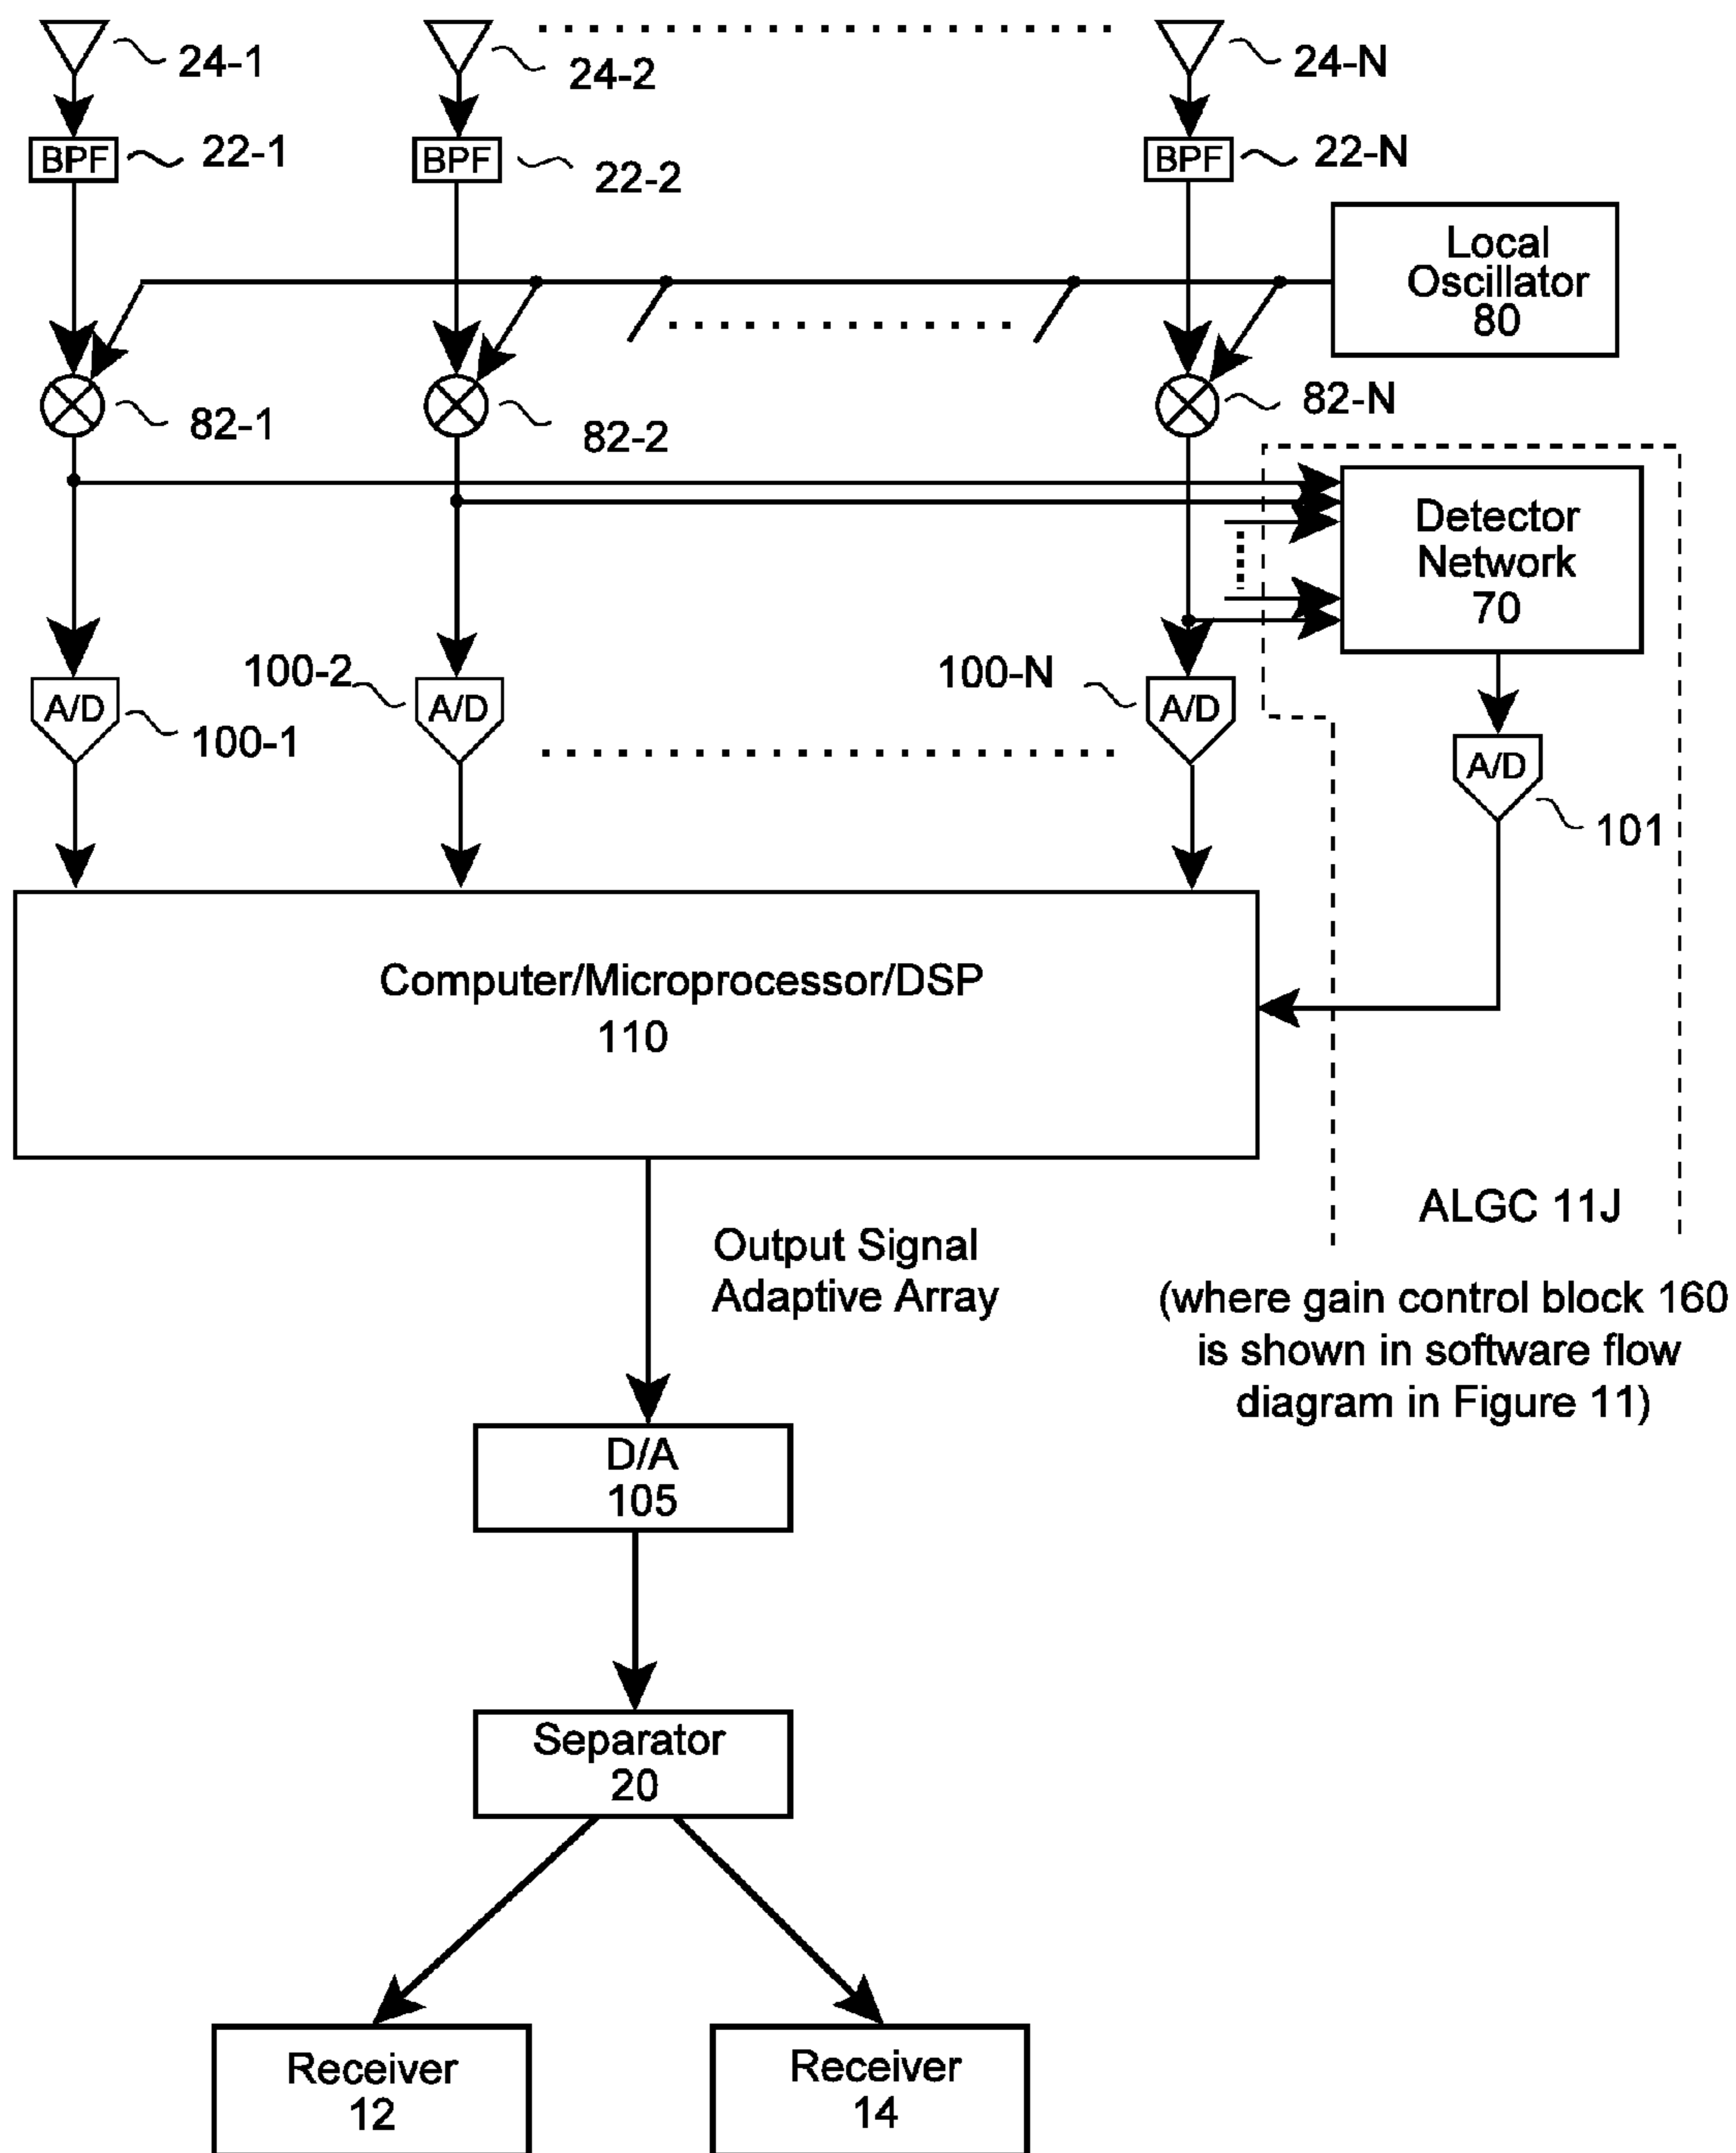 24-1
24-2
24-N
BPF
22-1
BPF
22-2
BPF
22-N
Local
Oscillator
80
82-1
82-2
82-N
Detector
Network
70
100-2
100-N
A/D
100-1
A/D
A/D
A/D
101
Computer/Microprocessor/DSP
110
ALGC 11J
Output Signal
Adaptive Array
(where gain control block 160
is shown in software flow
diagram in Figure 11)
D/A
105
Separator
20
Receiver
12
Receiver
14